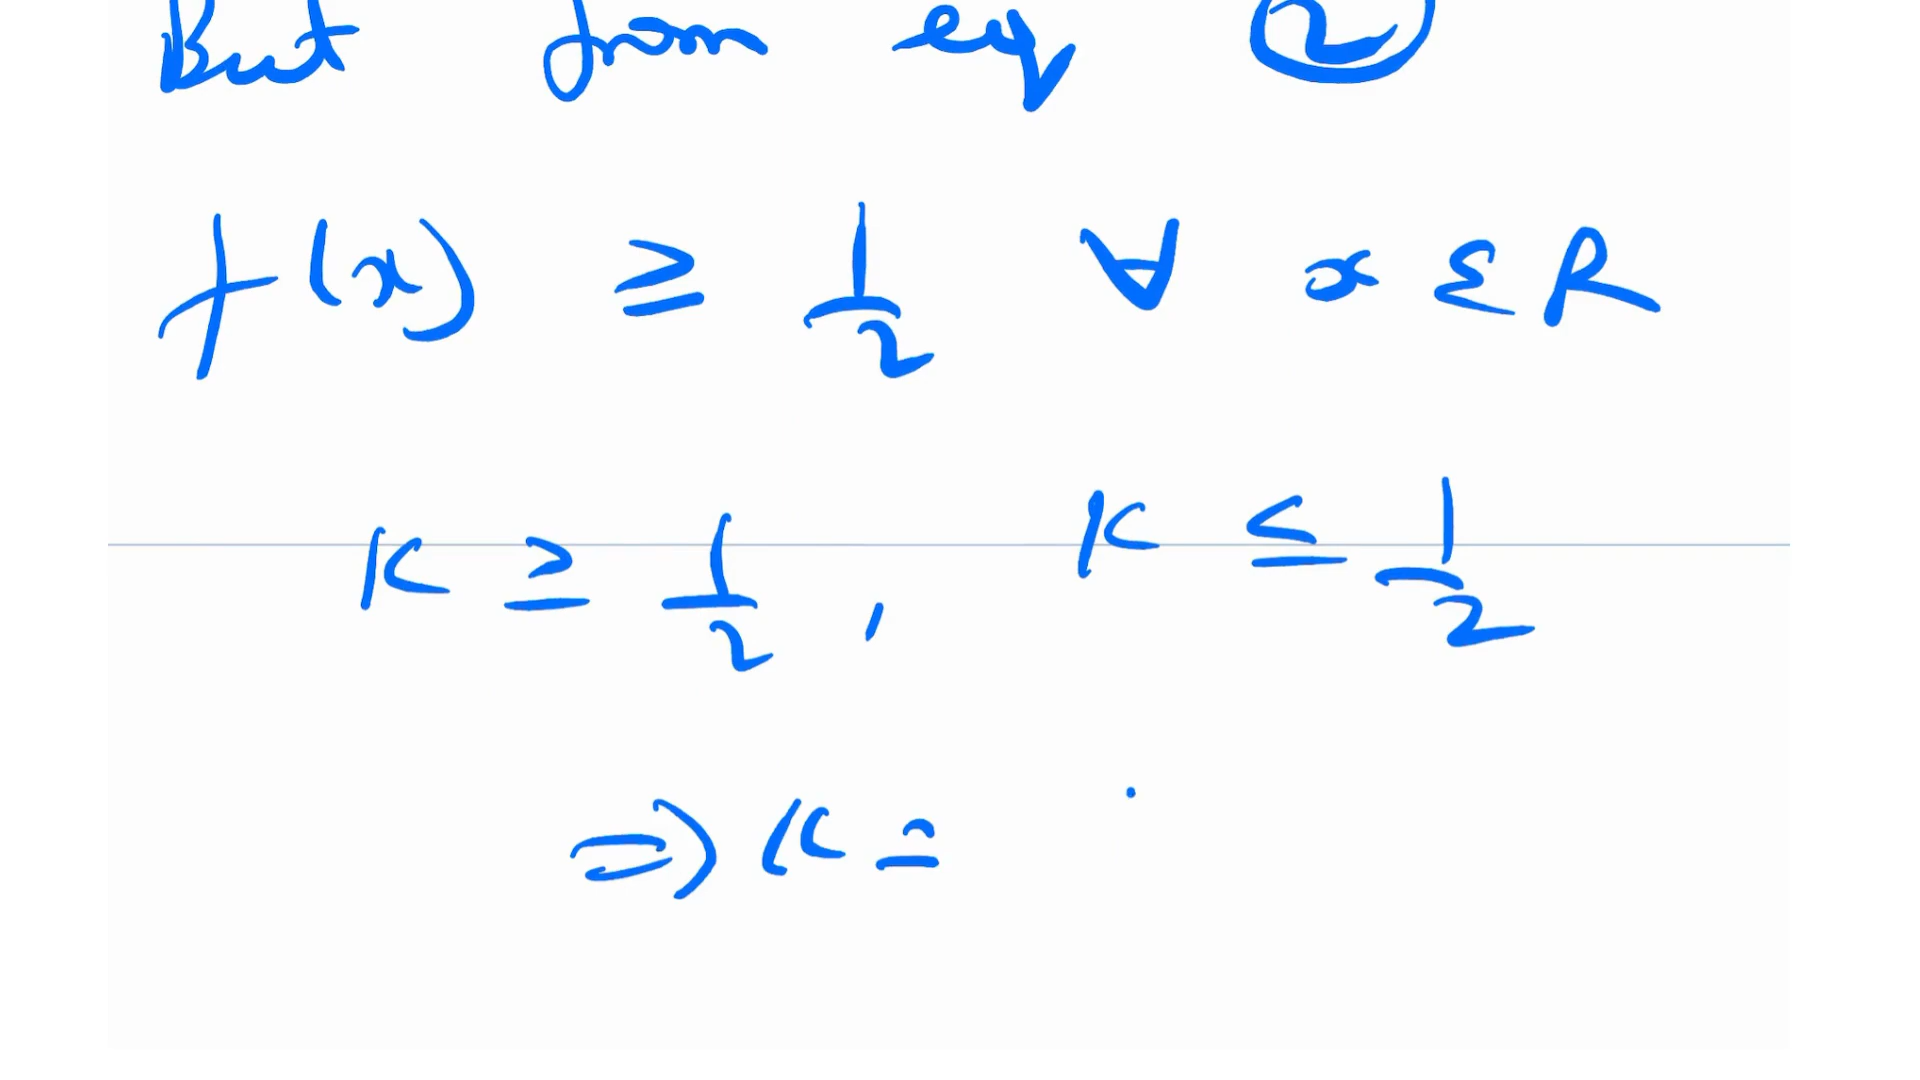 But from eq ②
f(x) ≥ 1/2 ∀ x ∈ R
K ≥ 1/2 , K ≤ 1/2
⇒ K =